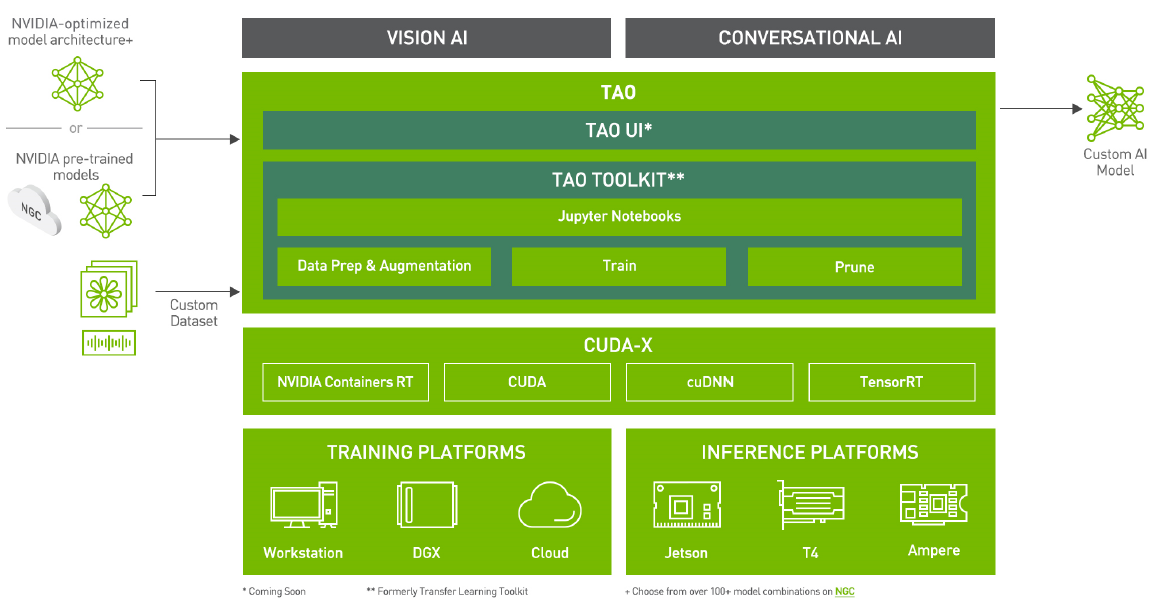 NVIDIA-optimized
model architecture+
or
NVIDIA pre-trained
models
NGC
Custom
Dataset
VISION AI
CONVERSATIONAL AI
TAO
TAO UI*
TAO TOOLKIT**
Jupyter Notebooks
Data Prep & Augmentation
Train
Prune
Custom AI
Model
CUDA-X
NVIDIA Containers RT
CUDA
cuDNN
TensorRT
TRAINING PLATFORMS
Workstation
DGX
Cloud
INFERENCE PLATFORMS
Jetson
T4
Ampere
* Coming Soon
** Formerly Transfer Learning Toolkit
+ Choose from over 100+ model combinations on NGC